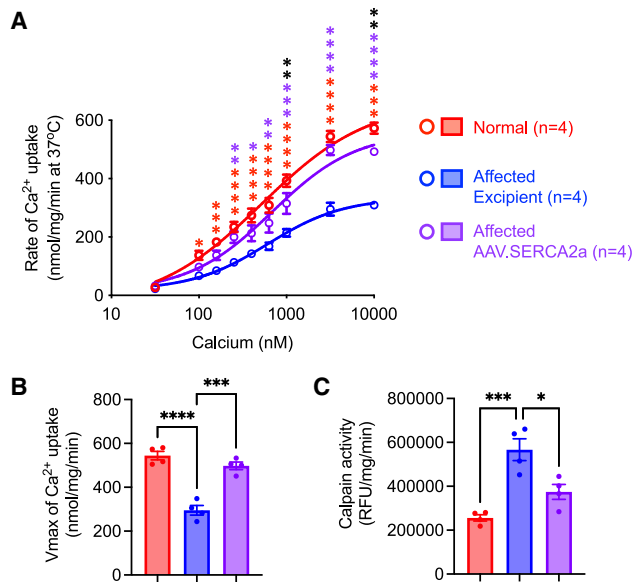 A
Rate of Ca²⁺ uptake
(nmol/mg/min at 37ºC)
600
400
200
0
10
100
1000
10000
Calcium (nM)
Normal (n=4)
Affected
Excipient (n=4)
Affected
AAV.SERCA2a (n=4)
B
Vmax of Ca²⁺ uptake
(nmol/mg/min)
800
600
400
200
0
****
***
C
Calpain activity
(RFU/mg/min)
800000
600000
400000
200000
0
***
*